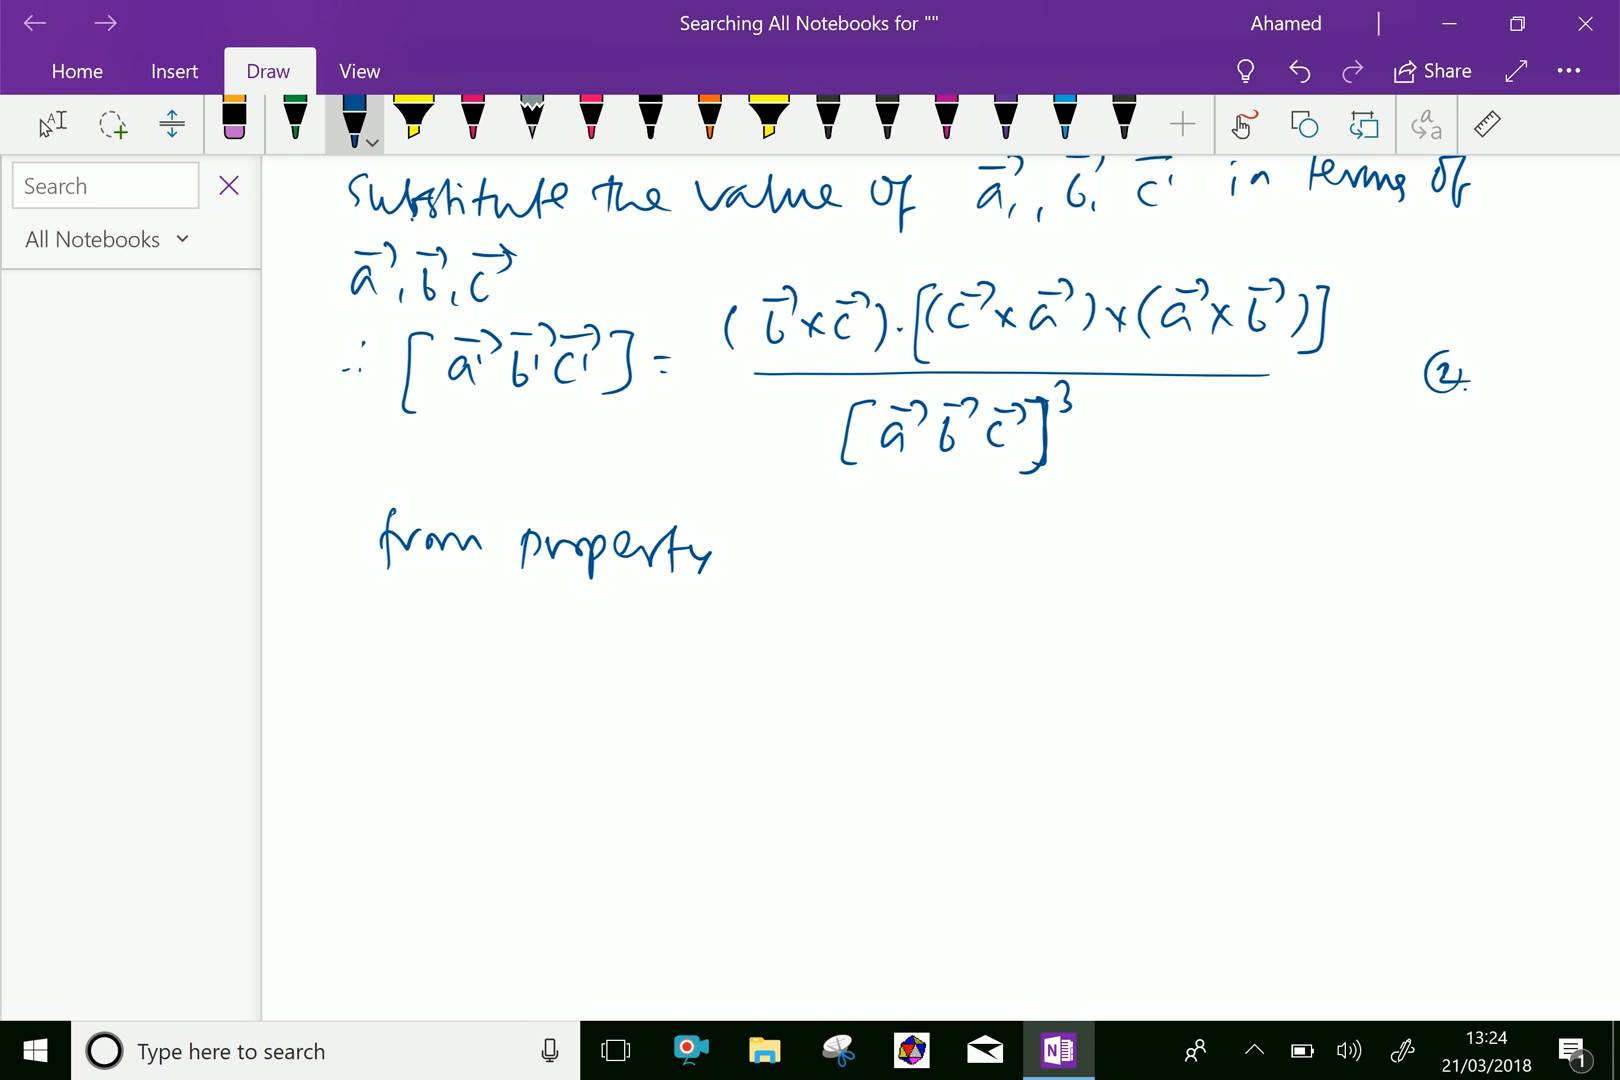 Searching All Notebooks for ""
Ahamed
Home Insert Draw View
Share
Search
All Notebooks
Substitute the value of a⃗', b⃗', c⃗' in terms of
a⃗, b⃗, c⃗
∴ [a⃗' b⃗' c⃗'] = (b⃗ × c⃗) · [(c⃗ × a⃗) × (a⃗ × b⃗)] / [a⃗ b⃗ c⃗]³ ②
from property
Type here to search
13:24
21/03/2018
1